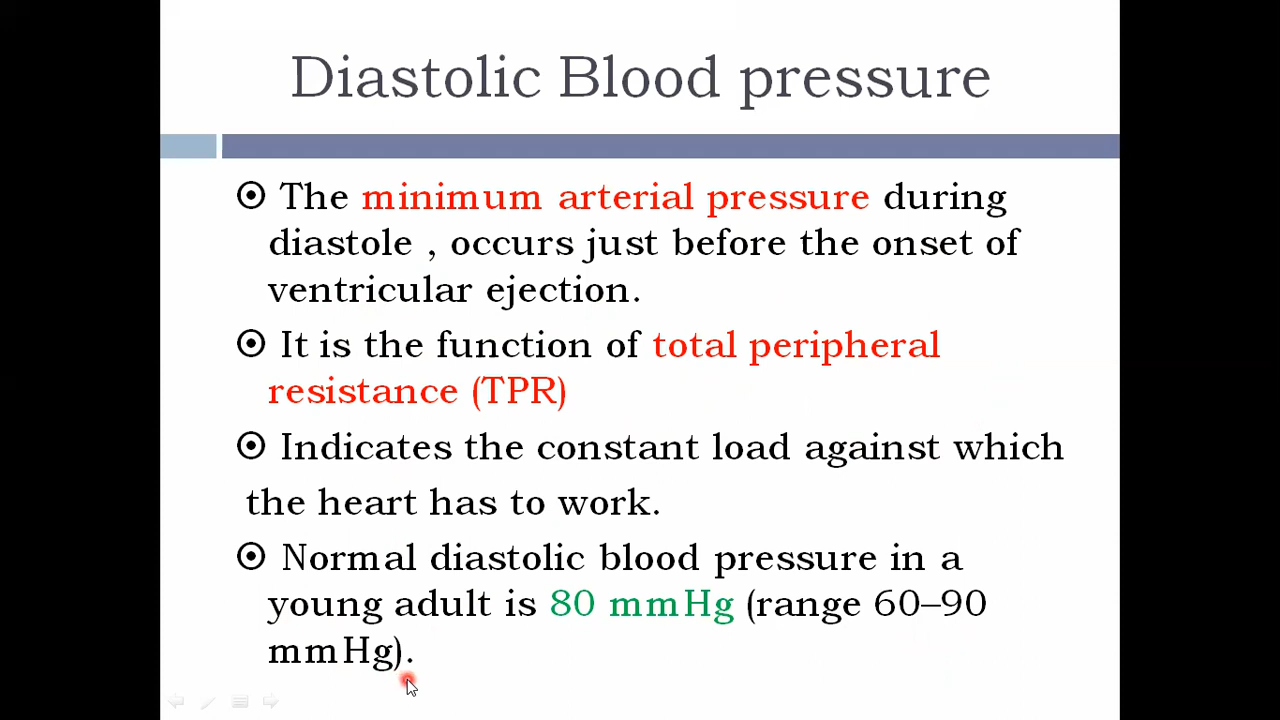 Diastolic Blood pressure
The minimum arterial pressure during
diastole , occurs just before the onset of
ventricular ejection.
It is the function of total peripheral
resistance (TPR)
Indicates the constant load against which
the heart has to work.
Normal diastolic blood pressure in a
young adult is 80 mmHg (range 60–90
mmHg).